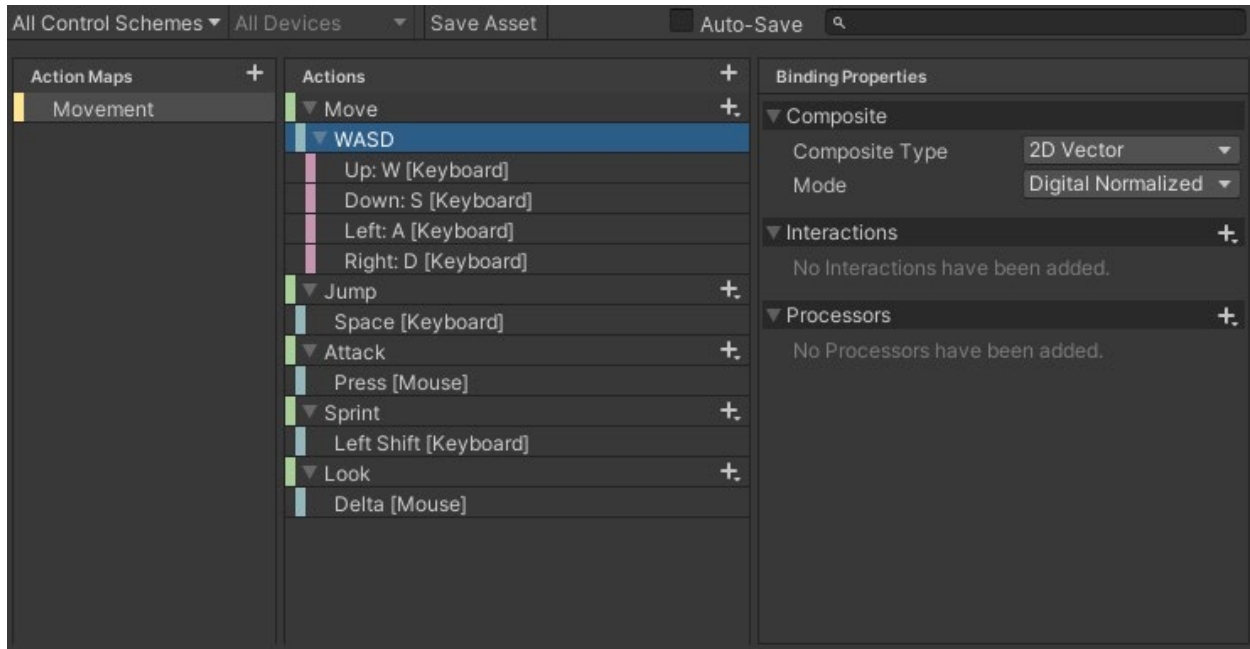 All Control Schemes All Devices Save Asset Auto-Save
Action Maps
Movement
Actions
Move
WASD
Up: W [Keyboard]
Down: S [Keyboard]
Left: A [Keyboard]
Right: D [Keyboard]
Jump
Space [Keyboard]
Attack
Press [Mouse]
Sprint
Left Shift [Keyboard]
Look
Delta [Mouse]
Binding Properties
Composite
Composite Type 2D Vector
Mode Digital Normalized
Interactions
No Interactions have been added.
Processors
No Processors have been added.